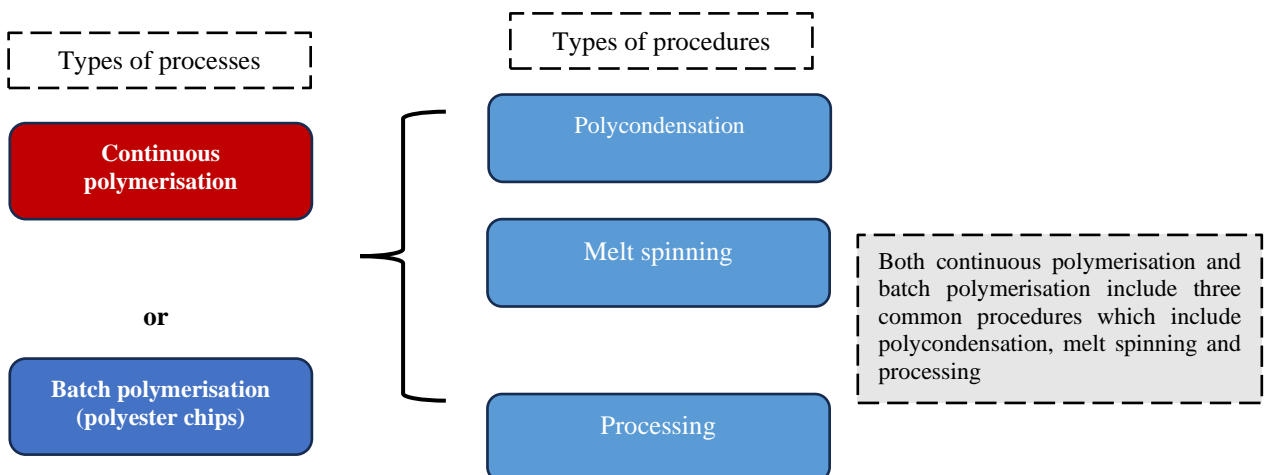 Types of processes
Continuous
polymerisation
or
Batch polymerisation
(polyester chips)
Types of procedures
Polycondensation
Melt spinning
Processing
Both continuous polymerisation and
batch polymerisation include three
common procedures which include
polycondensation, melt spinning and
processing